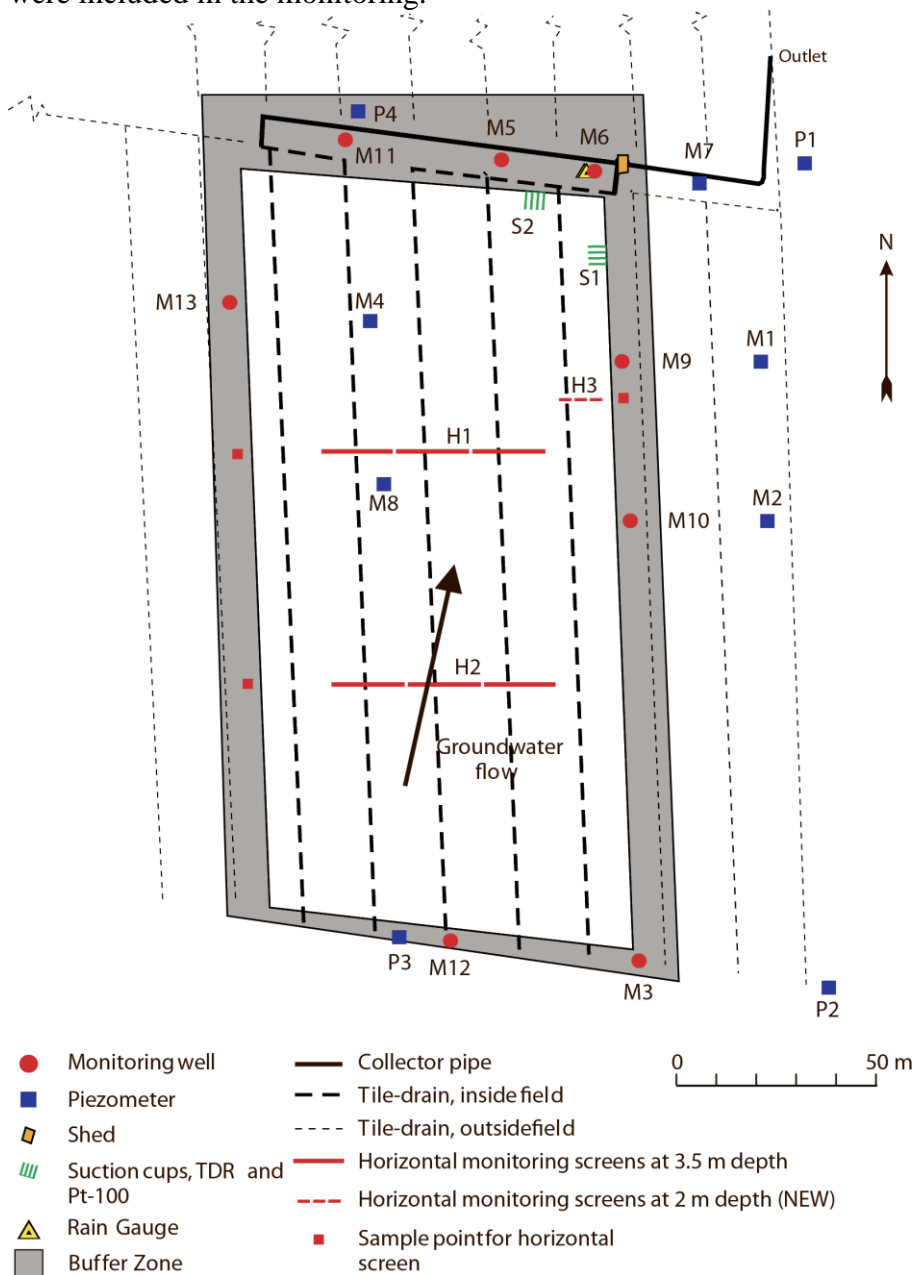 were included in the monitoring.
Outlet
P4
M5
M6
M7
P1
M11
S2
S1
N
M13
M4
M1
M9
H3
H1
M8
M2
M10
H2
Groundwater
flow
P3
M12
M3
P2
Monitoring well
Piezometer
Shed
Suction cups, TDR and
Pt-100
Rain Gauge
Buffer Zone
Collector pipe
Tile-drain, inside field
Tile-drain, outsidefield
Horizontal monitoring screens at 3.5 m depth
Horizontal monitoring screens at 2 m depth (NEW)
Sample point for horizontal
screen
0 50 m